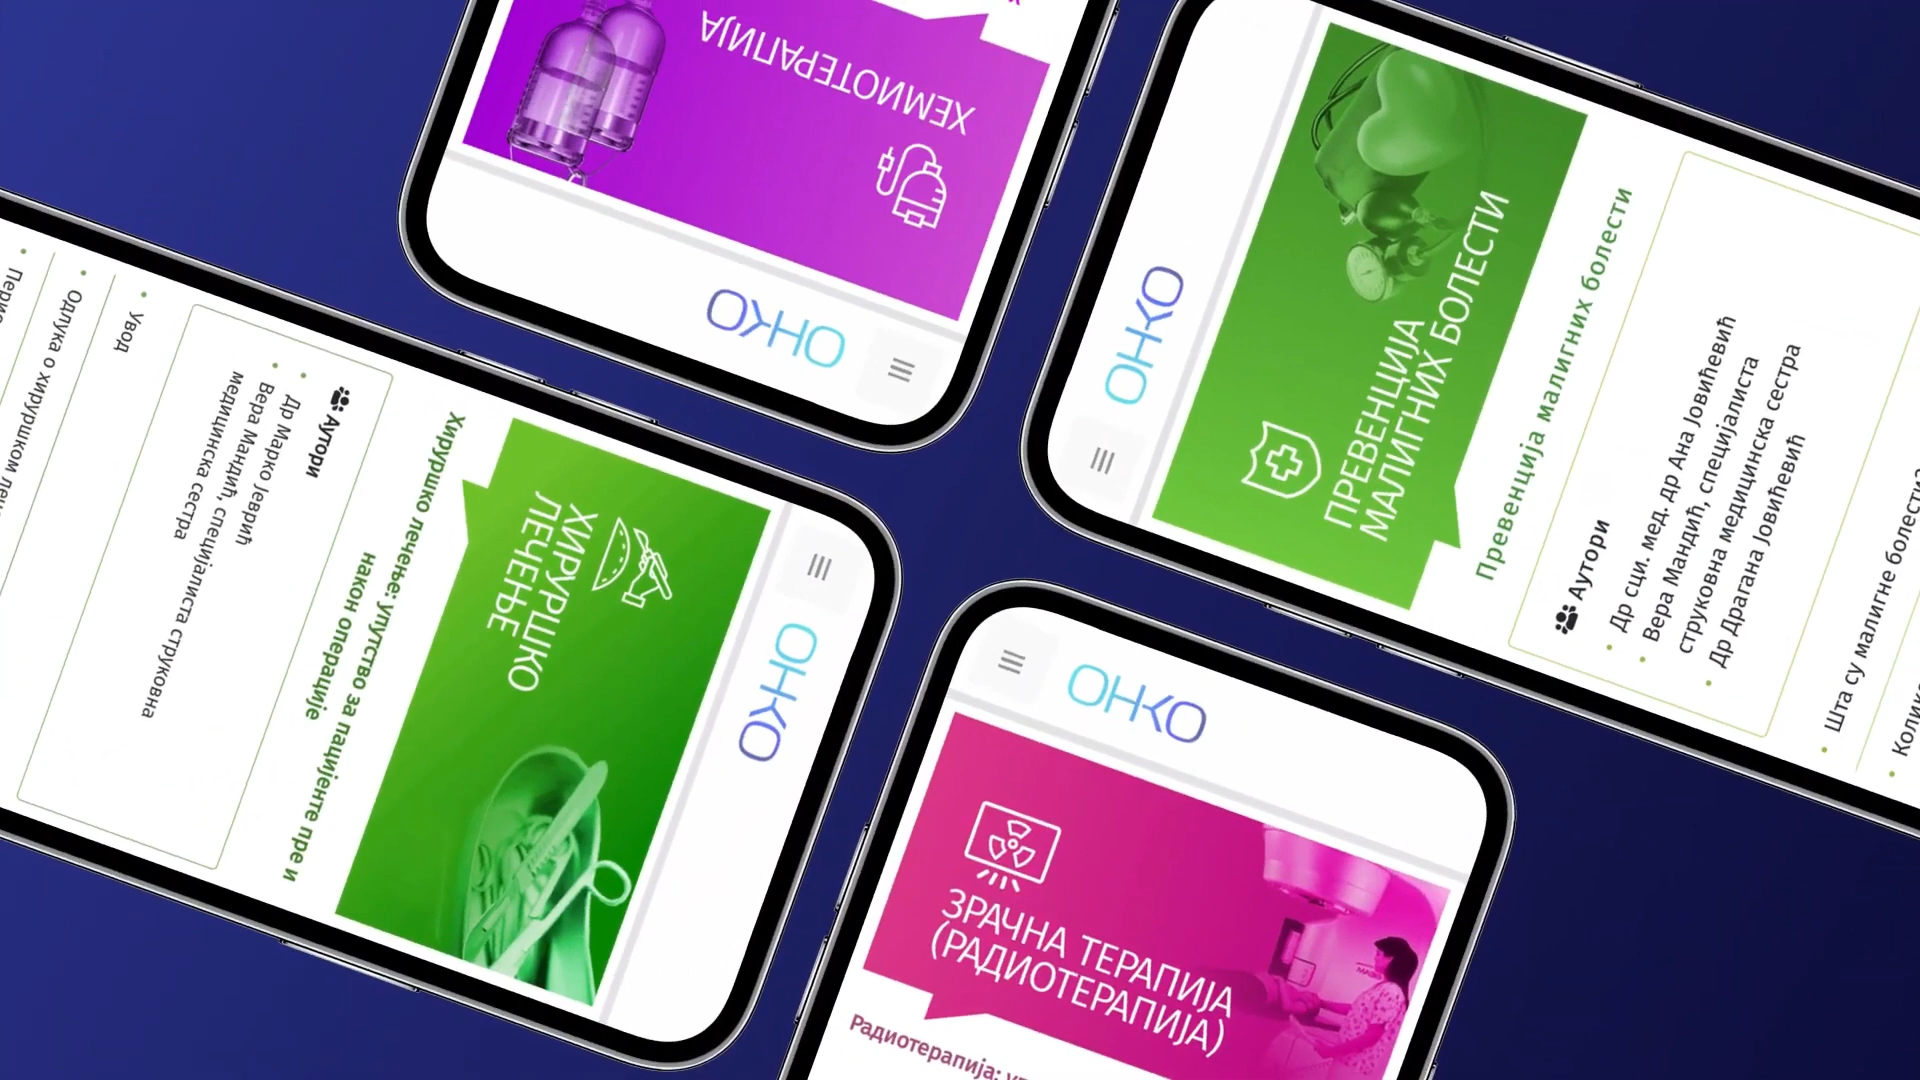 ХЕМИОТЕРАПИЈА
ОНКО
ОНКО
ПРЕВЕНЦИЈА
МАЛИГНИХ БОЛЕСТИ
Превенција малигних болести
Аутори
Др сци. мед. др Ана Јовићевић
Вера Мандић, специјалиста
струковна медицинска сестра
Др Драгана Јовићевић
Шта су малигне болести?
ОНКО
ХИРУРШКО
ЛЕЧЕЊЕ
Хируршко лечење: упутство за пацијенте пре и
након операције
Аутори
Др Марко Јеврић
Вера Мандић, специјалиста струковна
медицинска сестра
Увод
Одлука о хируршком
ОНКО
ЗРАЧНА ТЕРАПИЈА
(РАДИОТЕРАПИЈА)
Радиотерапија: